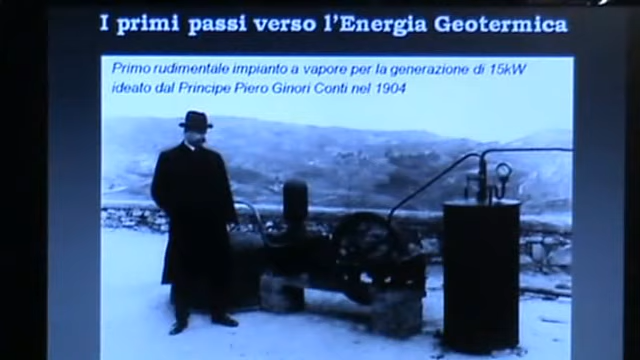 I primi passi verso l'Energia Geotermica
Primo rudimentale impianto a vapore per la generazione di 15kW
ideato dal Principe Piero Ginori Conti nel 1904